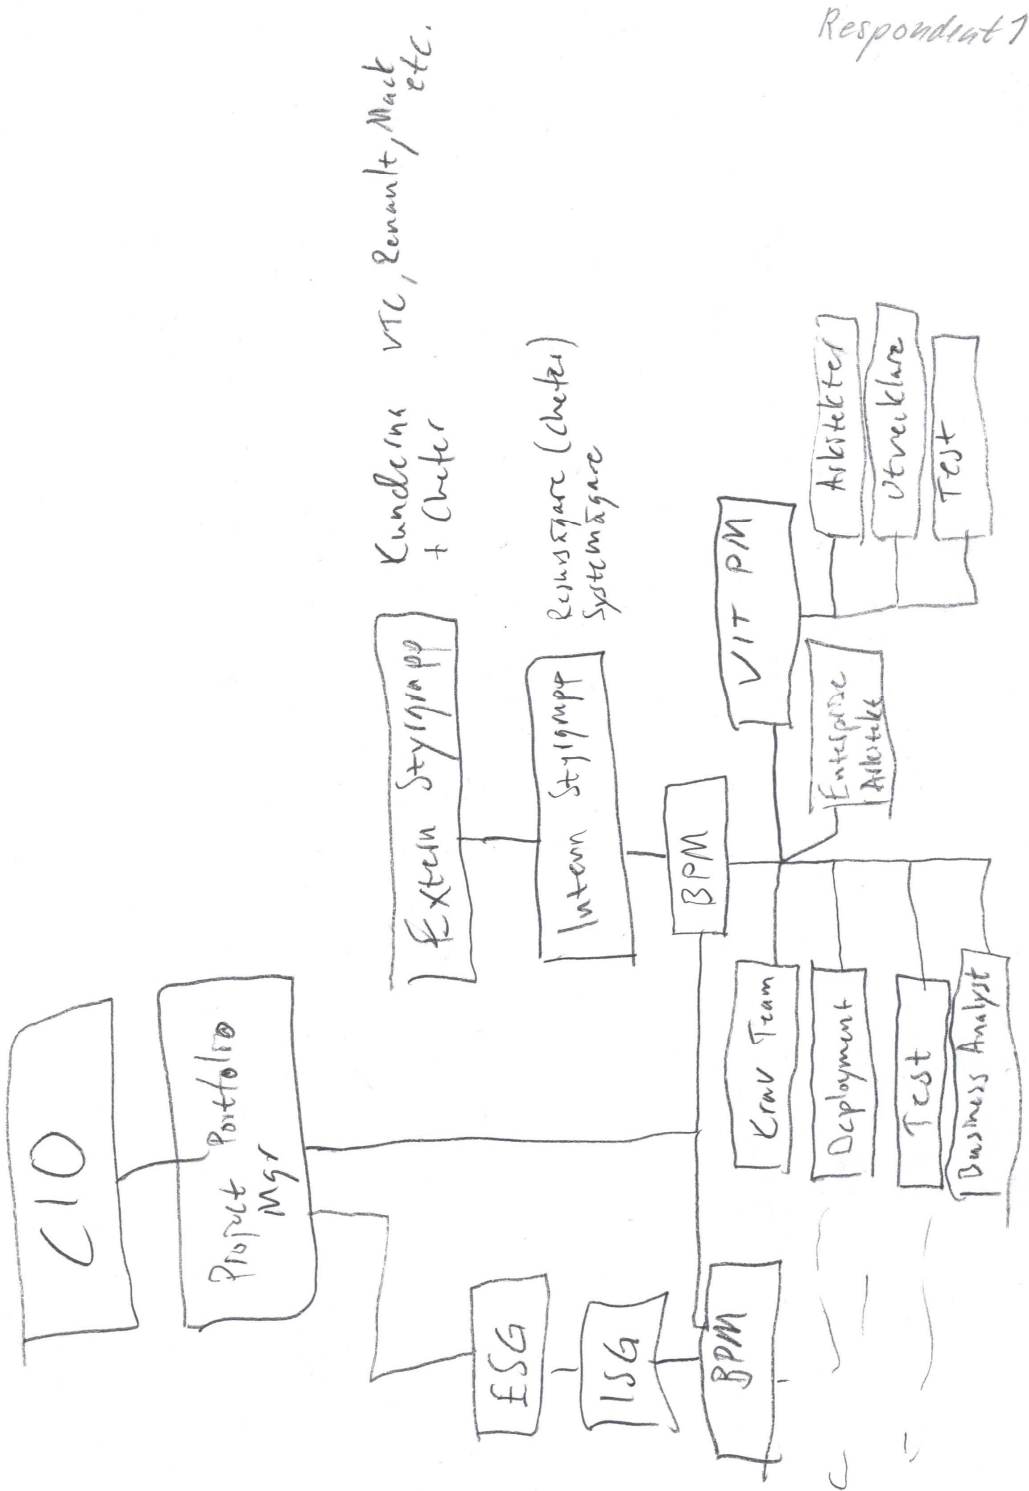 Respondent 1
CIO
Project Portfolio
Mgr
Extern Styrgrupp
Kunderna VTC, Renault, Mack
etc.
+ Chefer
Intern Styrgrupp
Resursägare (chefer)
Systemägare
ESG
ISG
BPM
BPM
VIT PM
Krav Team
Deployment
Test
Business Analyst
Enterprise
Arkitekt
Arkitekter
Utvecklare
Test